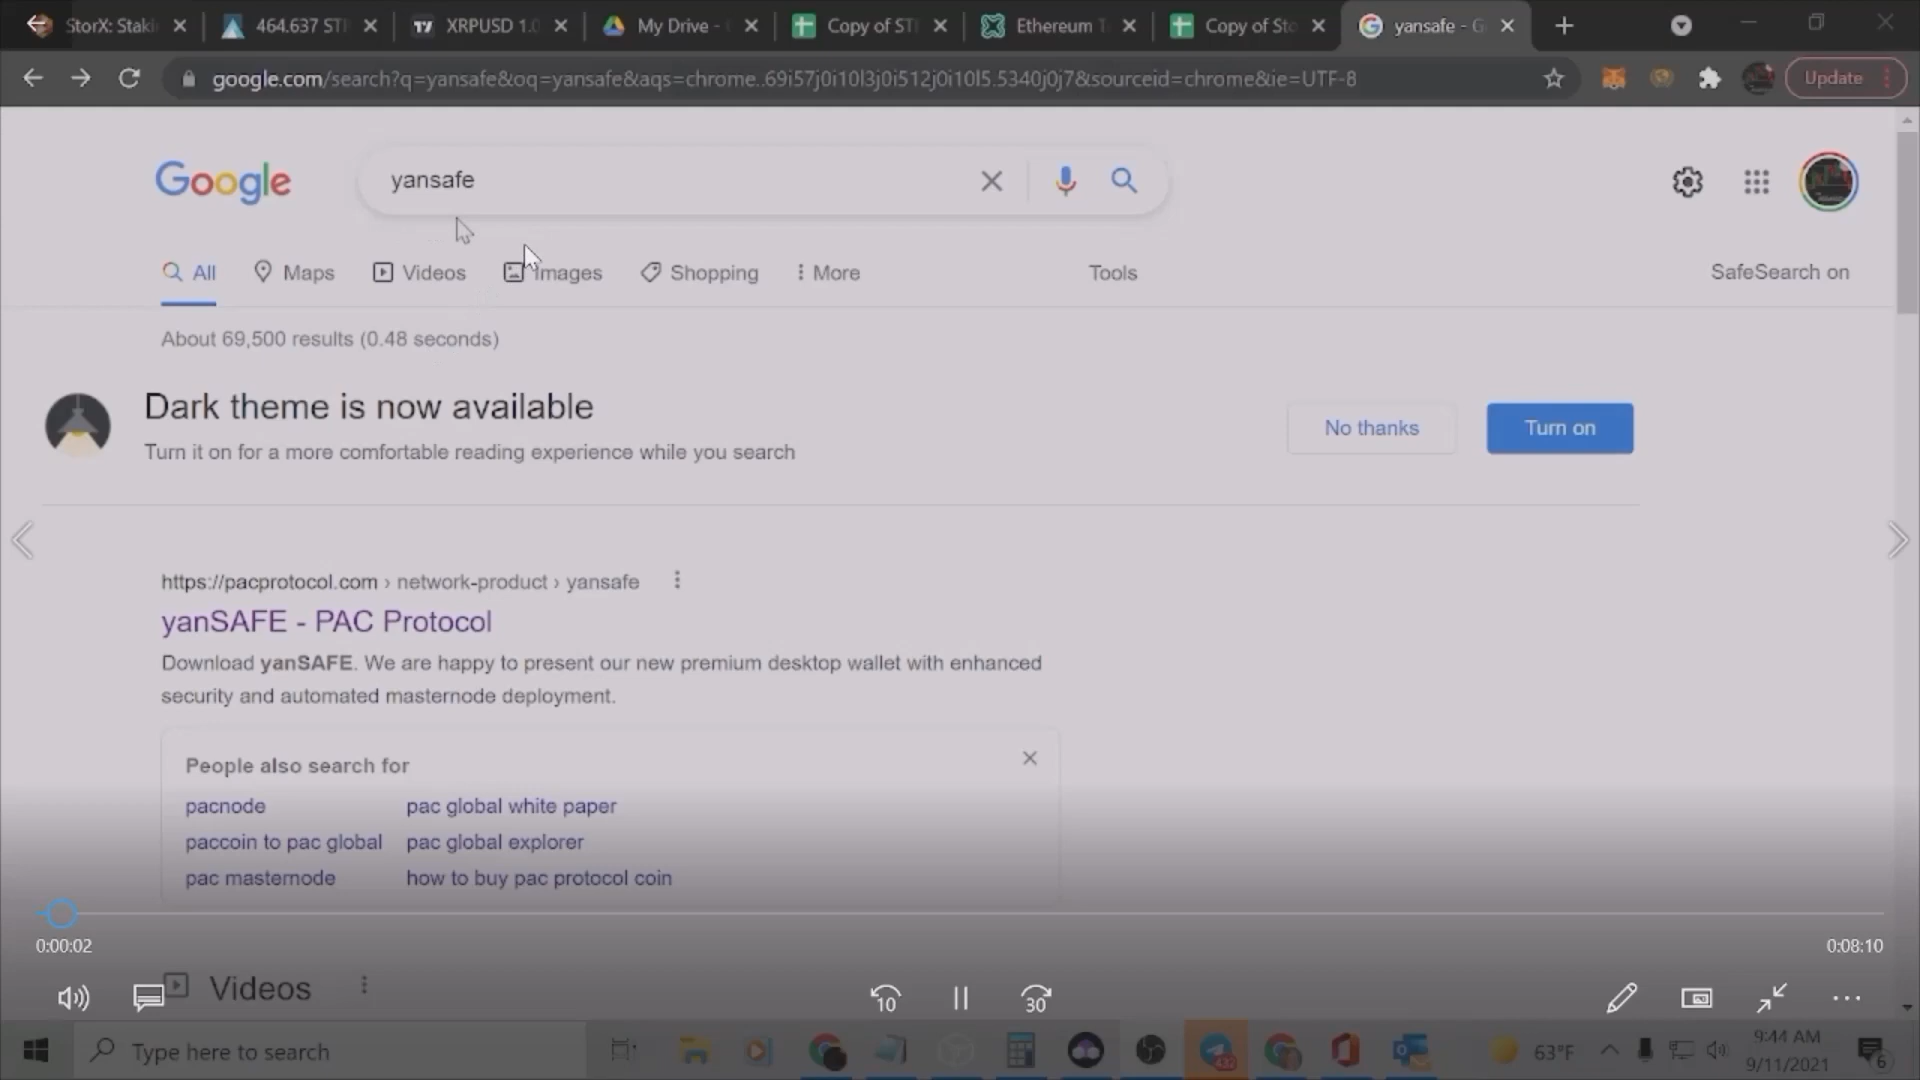 StorX: Staki
464.637 STI
XRPUSD 1.0
My Drive -
Copy of STI
Ethereum T
Copy of Sto
yansafe - G
google.com/search?q=yansafe&oq=yansafe&aqs=chrome..69i57j0i10l3j0i512j0i10l5.5340j0j7&sourceid=chrome&ie=UTF-8
Update
Google
yansafe
All
Maps
Videos
Images
Shopping
More
Tools
SafeSearch on
About 69,500 results (0.48 seconds)
Dark theme is now available
Turn it on for a more comfortable reading experience while you search
No thanks
Turn on
https://pacprotocol.com › network-product › yansafe
yanSAFE - PAC Protocol
Download yanSAFE. We are happy to present our new premium desktop wallet with enhanced
security and automated masternode deployment.
People also search for
pacnode
pac global white paper
paccoin to pac global
pac global explorer
pac masternode
how to buy pac protocol coin
0:00:02
0:08:10
Videos
10
30
Type here to search
432
63°F
9:44 AM
9/11/2021
6